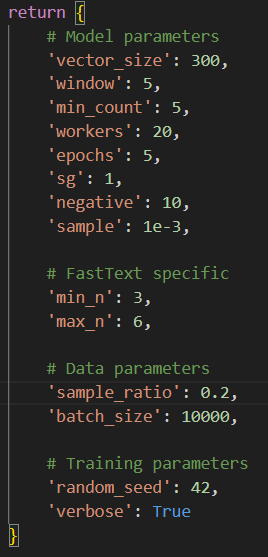 return {
    # Model parameters
    'vector_size': 300,
    'window': 5,
    'min_count': 5,
    'workers': 20,
    'epochs': 5,
    'sg': 1,
    'negative': 10,
    'sample': 1e-3,

    # FastText specific
    'min_n': 3,
    'max_n': 6,

    # Data parameters
    'sample_ratio': 0.2,
    'batch_size': 10000,

    # Training parameters
    'random_seed': 42,
    'verbose': True
}